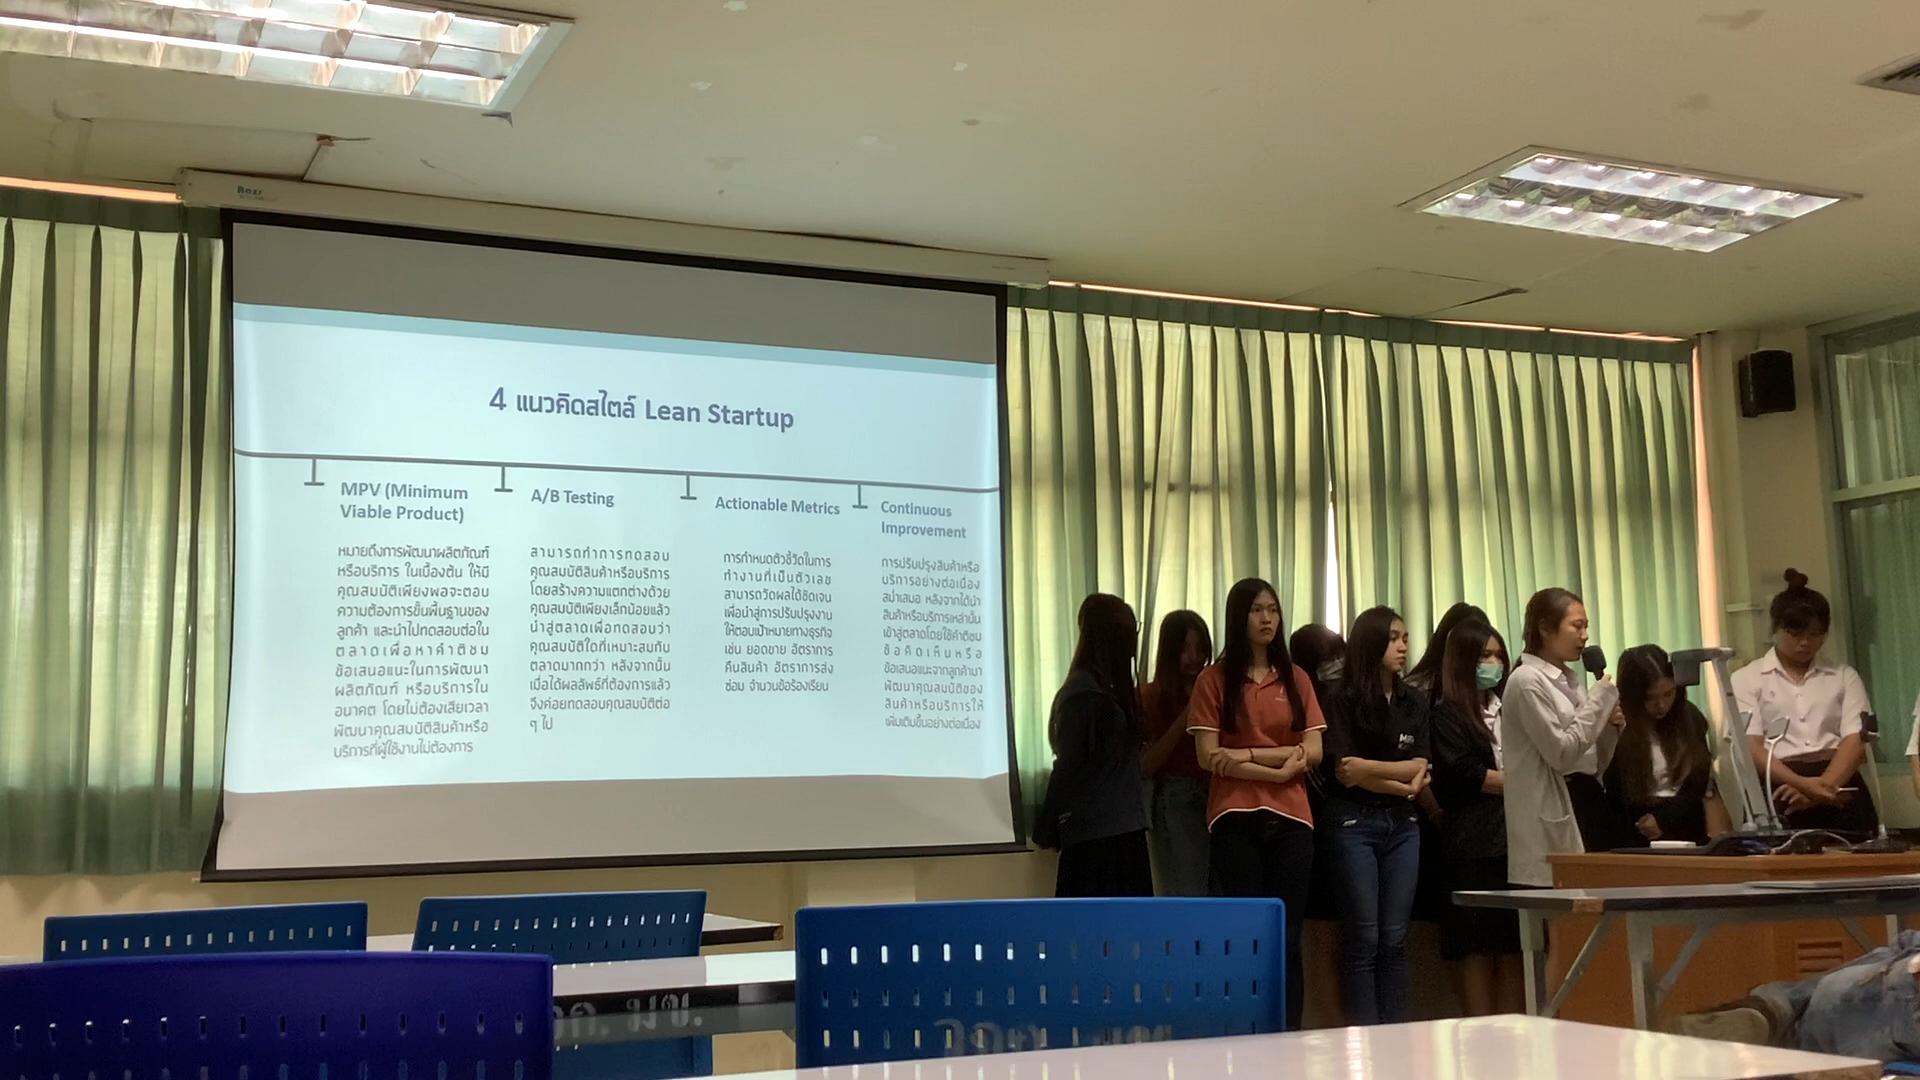 4 แนวคิดสไตล์ Lean Startup
MPV (Minimum
Viable Product)
หมายถึงการพัฒนาผลิตภัณฑ์
หรือบริการ ในเบื้องต้น ให้มี
คุณสมบัติเพียงพอจะตอบ
ความต้องการขั้นพื้นฐานของ
ลูกค้า และนำไปทดสอบต่อใน
ตลาดเพื่อหาคำติชม
ข้อเสนอแนะในการพัฒนา
ผลิตภัณฑ์ หรือบริการใน
อนาคต โดยไม่ต้องเสียเวลา
พัฒนาคุณสมบัติสินค้าหรือ
บริการที่ผู้ใช้งานไม่ต้องการ
A/B Testing
สามารถทำการทดสอบ
คุณสมบัติสินค้าหรือบริการ
โดยสร้างความแตกต่างด้วย
คุณสมบัติเพียงเล็กน้อยแล้ว
นำสู่ตลาดเพื่อทดสอบว่า
คุณสมบัติใดที่เหมาะสมกับ
ตลาดมากกว่า หลังจากนั้น
เมื่อได้ผลลัพธ์ที่ต้องการแล้ว
จึงค่อยทดสอบคุณสมบัติต่อ
ๆ ไป
Actionable Metrics
การกำหนดตัวชี้วัดในการ
ทำงานที่เป็นตัวเลข
สามารถวัดผลได้ชัดเจน
เพื่อนำสู่การปรับปรุงงาน
ให้ตอบเป้าหมายทางธุรกิจ
เช่น ยอดขาย อัตราการ
คืนสินค้า อัตราการส่ง
ซ่อม จำนวนข้อร้องเรียน
Continuous
Improvement
การปรับปรุงสินค้าหรือ
บริการอย่างต่อเนื่อง
สม่ำเสมอ หลังจากได้นำ
สินค้าหรือบริการเหล่านั้น
เข้าสู่ตลาดโดยใช้คำติชม
ข้อคิดเห็นหรือ
ข้อเสนอแนะจากลูกค้ามา
พัฒนาคุณสมบัติของ
สินค้าหรือบริการให้
เพิ่มเติมขึ้นอย่างต่อเนื่อง
มข.